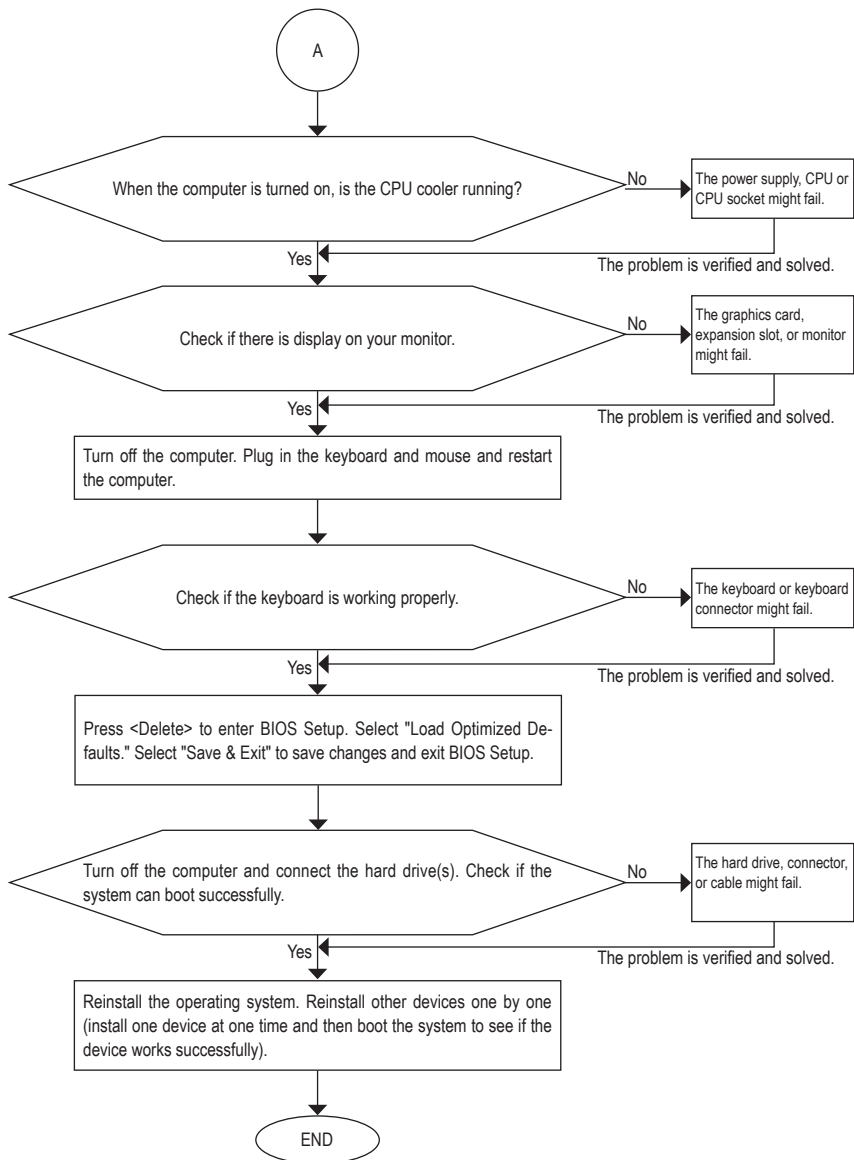 A
When the computer is turned on, is the CPU cooler running?
No
The power supply, CPU or
CPU socket might fail.
Yes
The problem is verified and solved.
Check if there is display on your monitor.
No
The graphics card,
expansion slot, or monitor
might fail.
Yes
The problem is verified and solved.
Turn off the computer. Plug in the keyboard and mouse and restart
the computer.
Check if the keyboard is working properly.
No
The keyboard or keyboard
connector might fail.
Yes
The problem is verified and solved.
Press <Delete> to enter BIOS Setup. Select "Load Optimized De-
faults." Select "Save & Exit" to save changes and exit BIOS Setup.
Turn off the computer and connect the hard drive(s). Check if the
system can boot successfully.
No
The hard drive, connector,
or cable might fail.
Yes
The problem is verified and solved.
Reinstall the operating system. Reinstall other devices one by one
(install one device at one time and then boot the system to see if the
device works successfully).
END